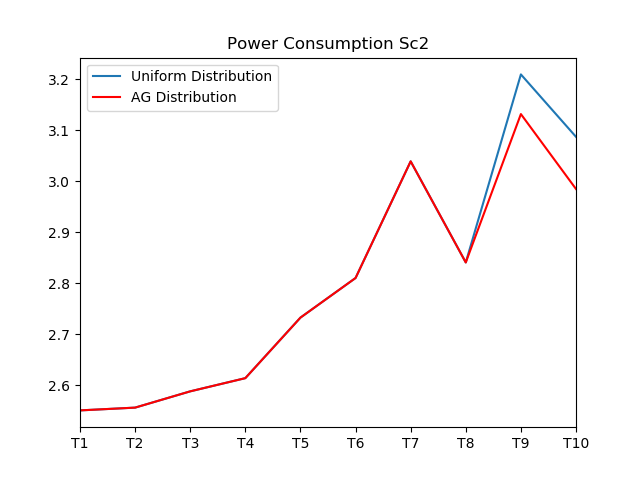 Power Consumption Sc2
Uniform Distribution
AG Distribution
3.2
3.1
3.0
2.9
2.8
2.7
2.6
T1 T2 T3 T4 T5 T6 T7 T8 T9 T10